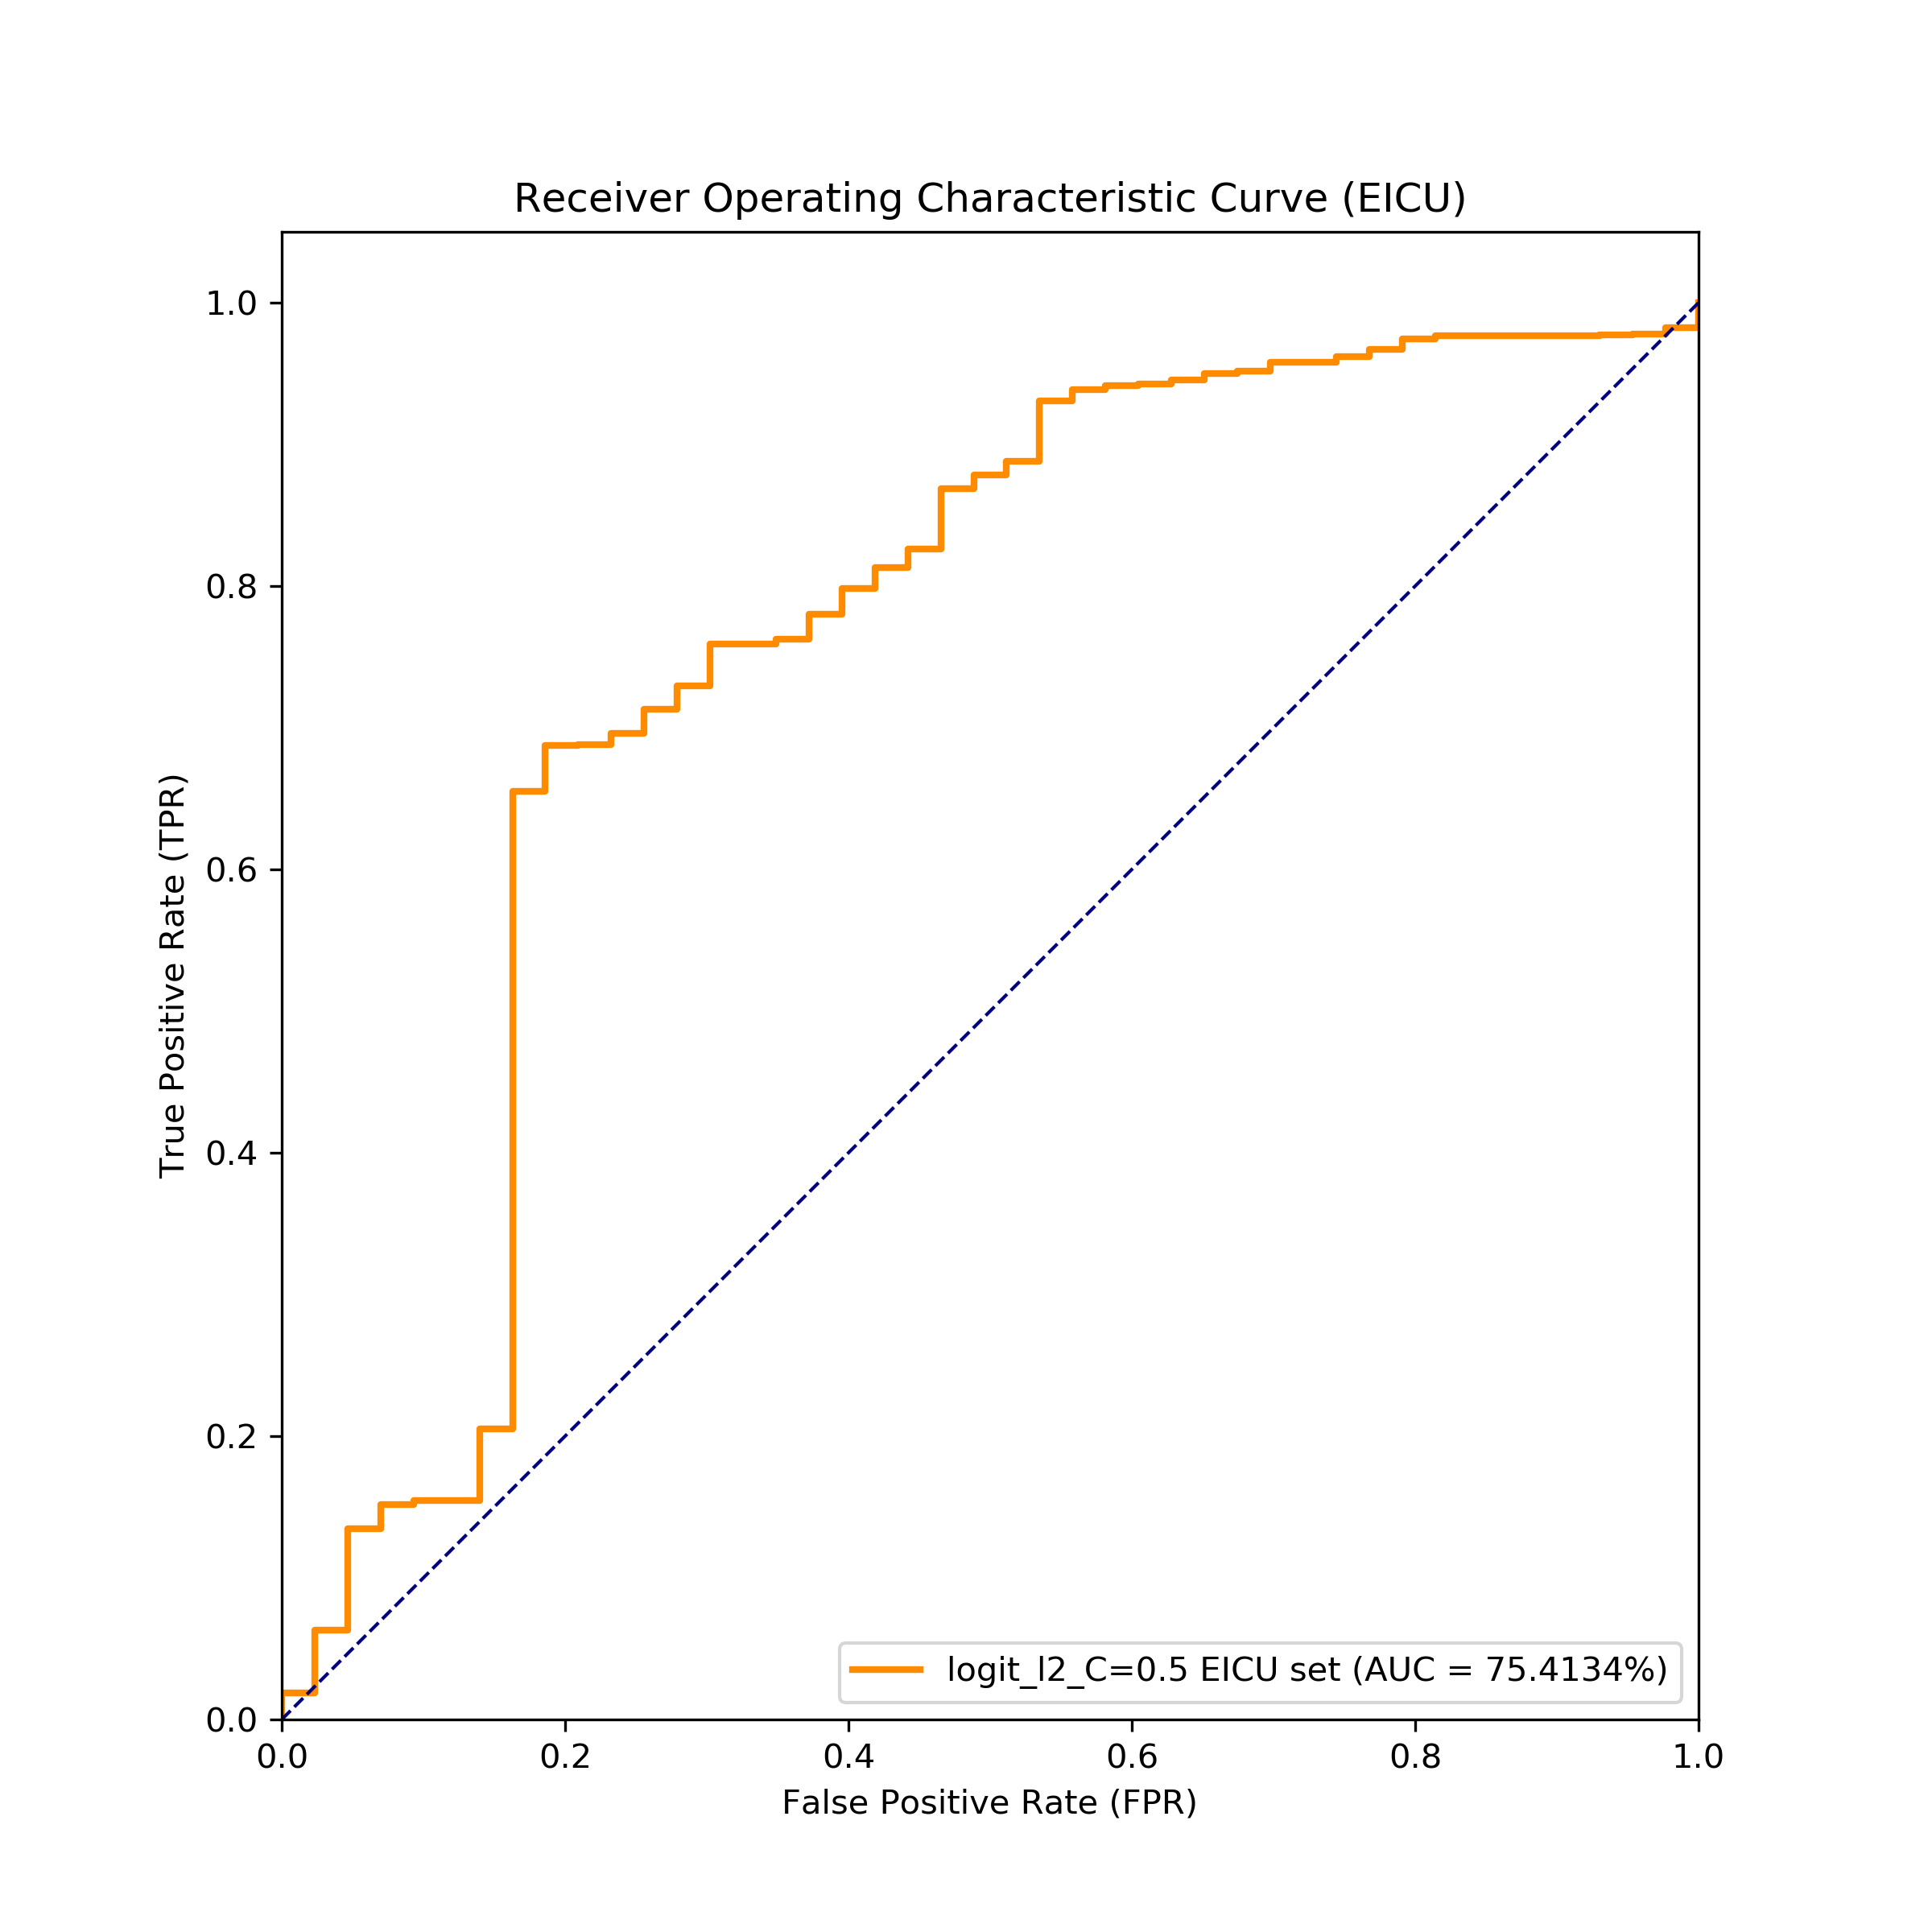 Receiver Operating Characteristic Curve (EICU)
1.0
0.8
0.6
0.4
0.2
0.0
True Positive Rate (TPR)
logit_l2_C=0.5 EICU set (AUC = 75.4134%)
0.0 0.2 0.4 0.6 0.8 1.0
False Positive Rate (FPR)